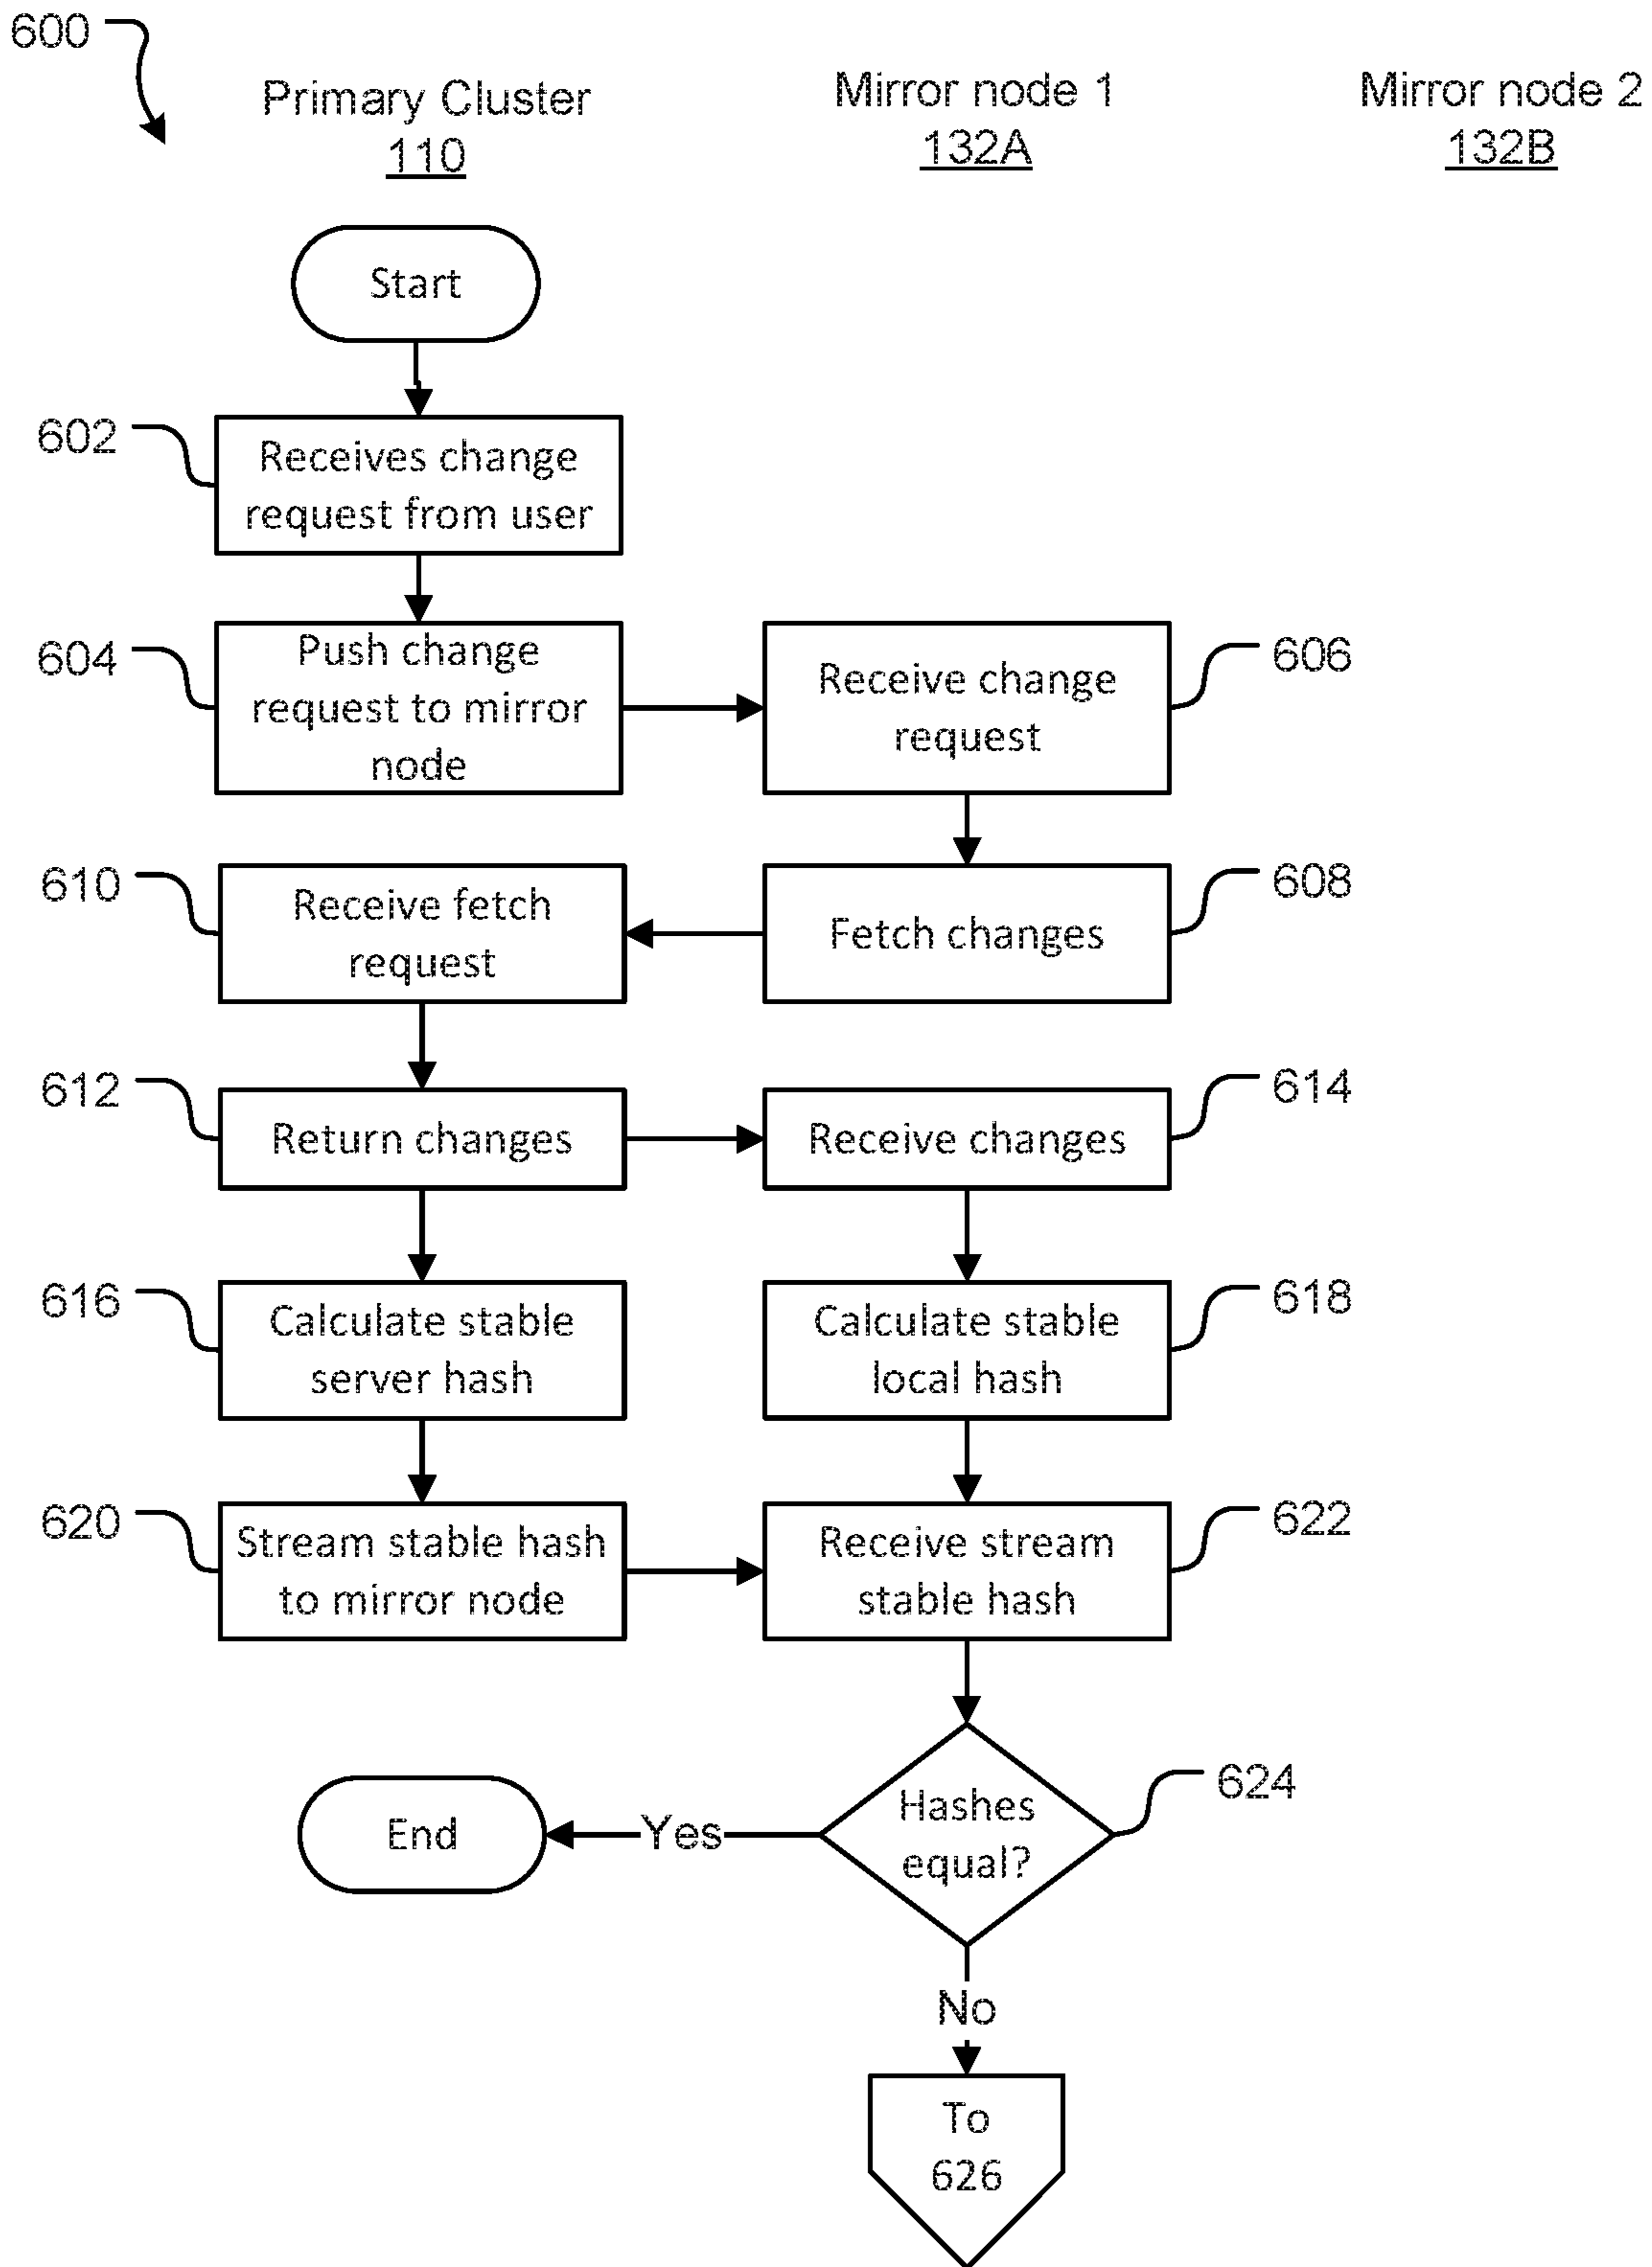 600
Primary Cluster
110
Mirror node 1
132A
Mirror node 2
132B
Start
602
Receives change
request from user
604
Push change
request to mirror
node
Receive change
request
606
610
Receive fetch
request
Fetch changes
608
612
Return changes
Receive changes
614
616
Calculate stable
server hash
Calculate stable
local hash
618
620
Stream stable hash
to mirror node
Receive stream
stable hash
622
End
Yes
Hashes
equal?
624
No
To
626